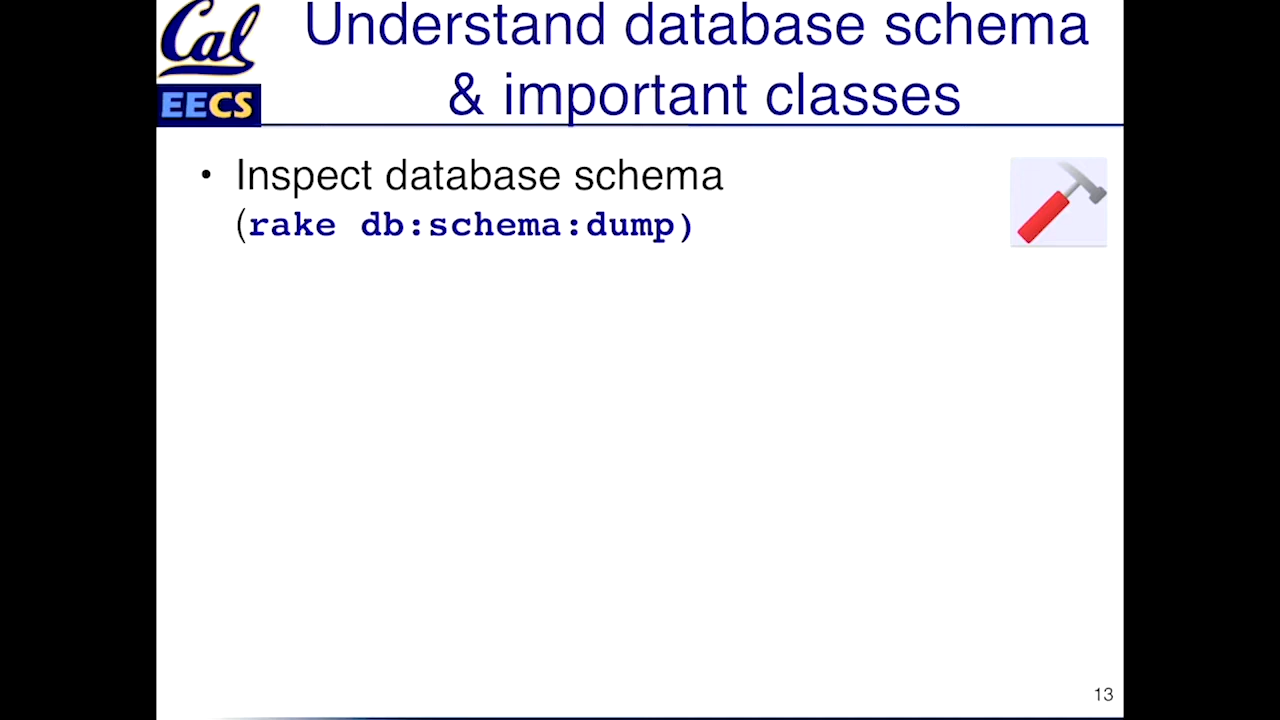 Cal
EECS
Understand database schema
& important classes
• Inspect database schema
(rake db:schema:dump)
13